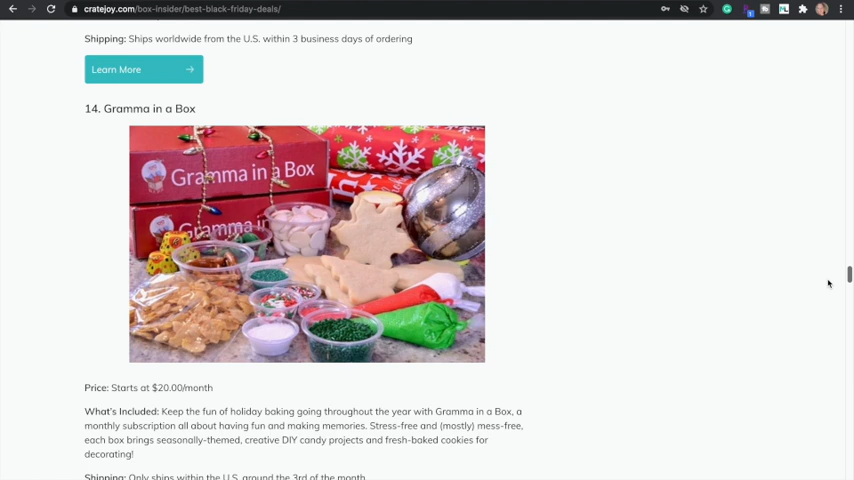 cratejoy.com/box-insider/best-black-friday-deals/
Shipping: Ships worldwide from the U.S. within 3 business days of ordering
Learn More →
14. Gramma in a Box
Gramma in a Box
Gramma in
Price: Starts at $20.00/month
What's Included: Keep the fun of holiday baking going throughout the year with Gramma in a Box, a
monthly subscription all about having fun and making memories. Stress-free and (mostly) mess-free,
each box brings seasonally-themed, creative DIY candy projects and fresh-baked cookies for
decorating!
Shipping: Only ships within the U.S. around the 3rd of the month